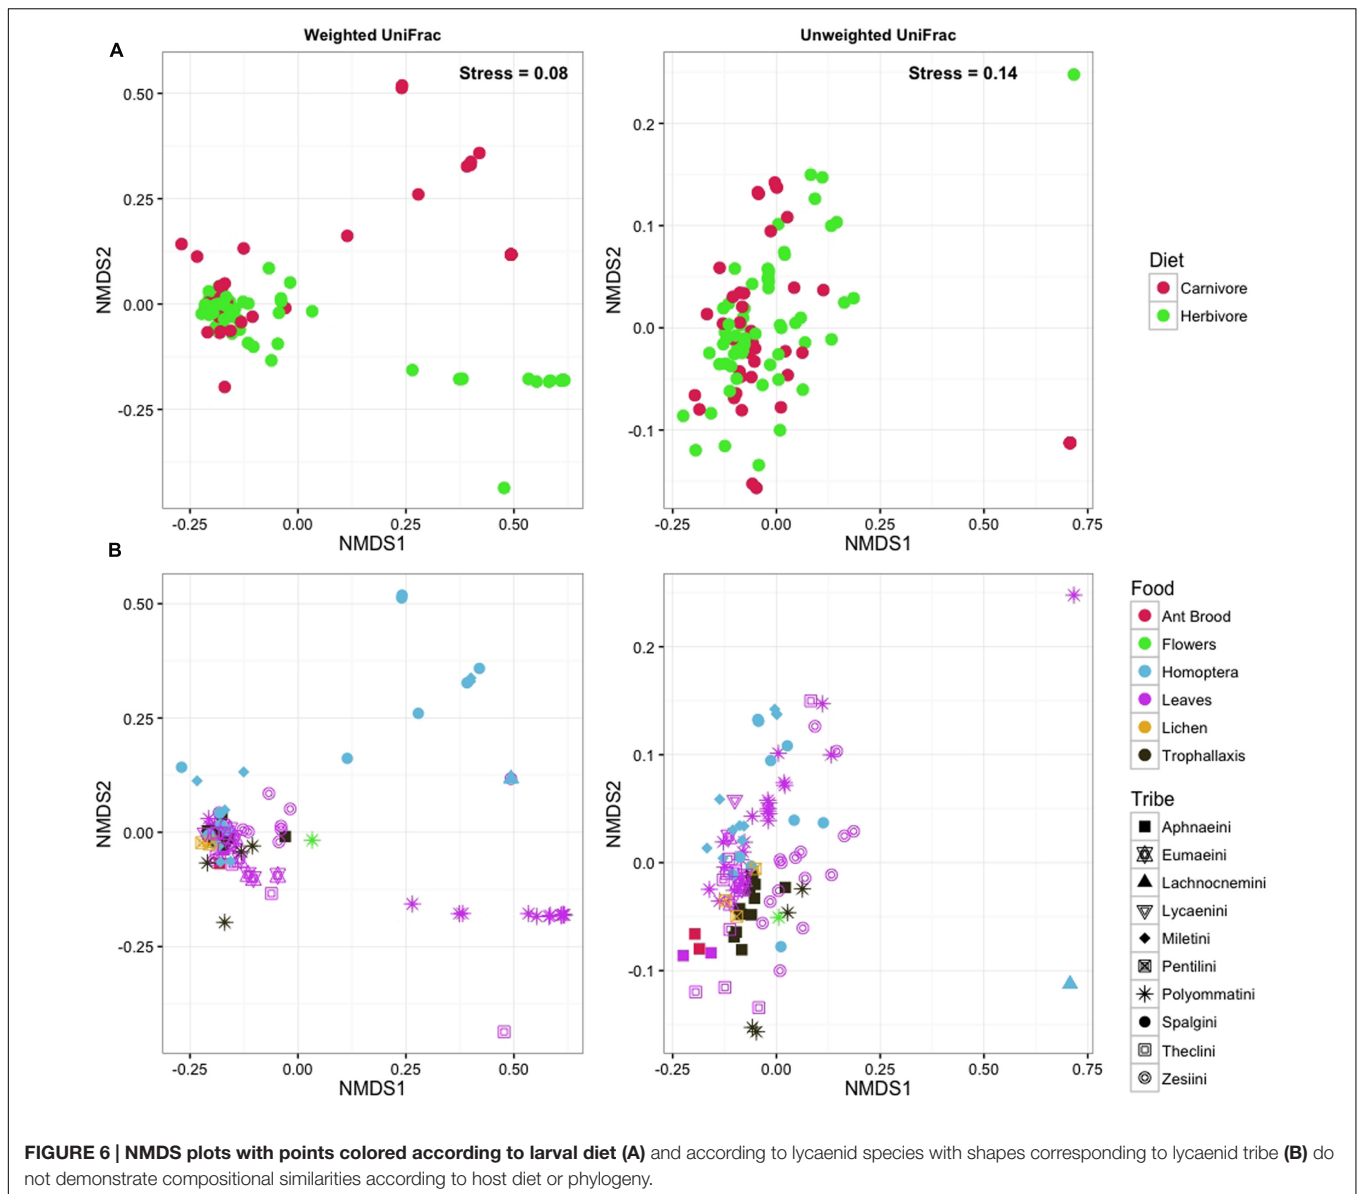 Weighted UniFrac
Unweighted UniFrac
A
Stress = 0.08
Stress = 0.14
0.50
0.25
0.00
-0.25
NMDS2
-0.25
0.00
0.25
0.50
NMDS1
0.2
0.1
0.0
-0.1
NMDS2
-0.25
0.00
0.25
0.50
0.75
NMDS1
Diet
Carnivore
Herbivore
B
0.50
0.25
0.00
-0.25
NMDS2
-0.25
0.00
0.25
0.50
NMDS1
0.2
0.1
0.0
-0.1
NMDS2
-0.25
0.00
0.25
0.50
0.75
NMDS1
Food
Ant Brood
Flowers
Homoptera
Leaves
Lichen
Trophallaxis
Tribe
Aphnaeini
Eumaeini
Lachnocnemini
Lycaenini
Miletini
Pentilini
Polyommatini
Spalgini
Theclini
Zesiini
FIGURE 6 | NMDS plots with points colored according to larval diet (A) and according to lycaenid species with shapes corresponding to lycaenid tribe (B) do
not demonstrate compositional similarities according to host diet or phylogeny.